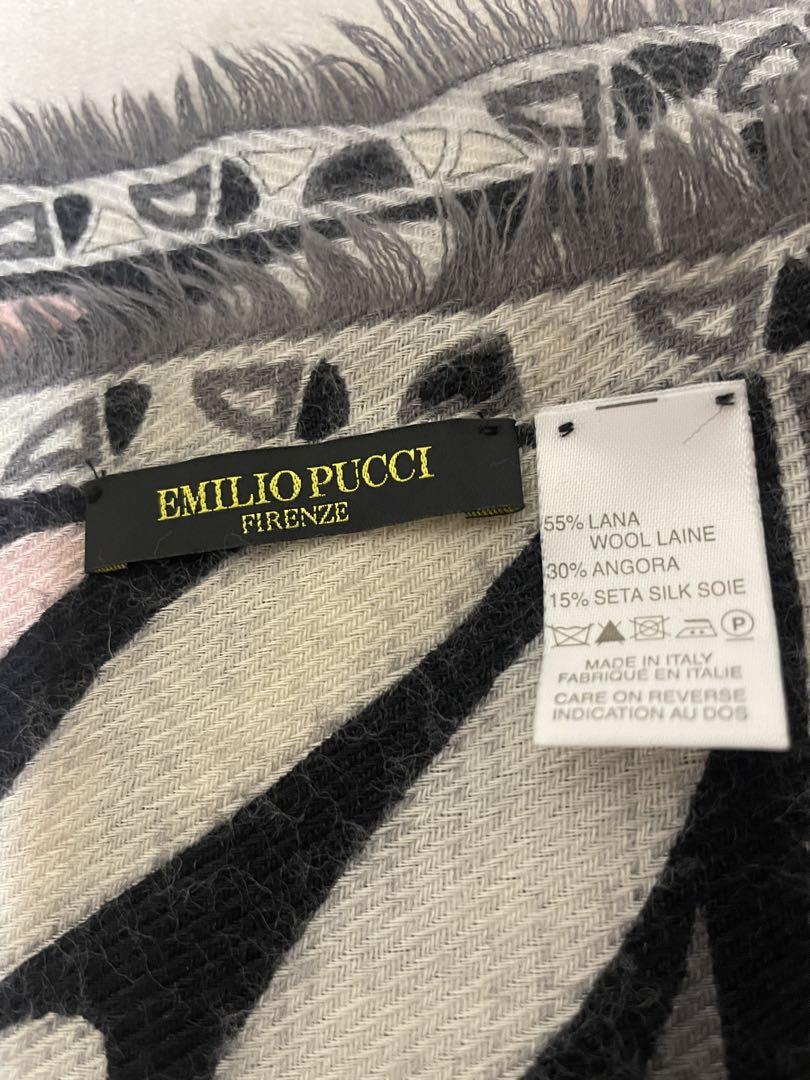 EMILIO PUCCI
FIRENZE
55% LANA
WOOL LAINE
30% ANGORA
15% SETA SILK SOIE
P
MADE IN ITALY
FABRIQUÉ EN ITALIE
CARE ON REVERSE
INDICATION AU DOS